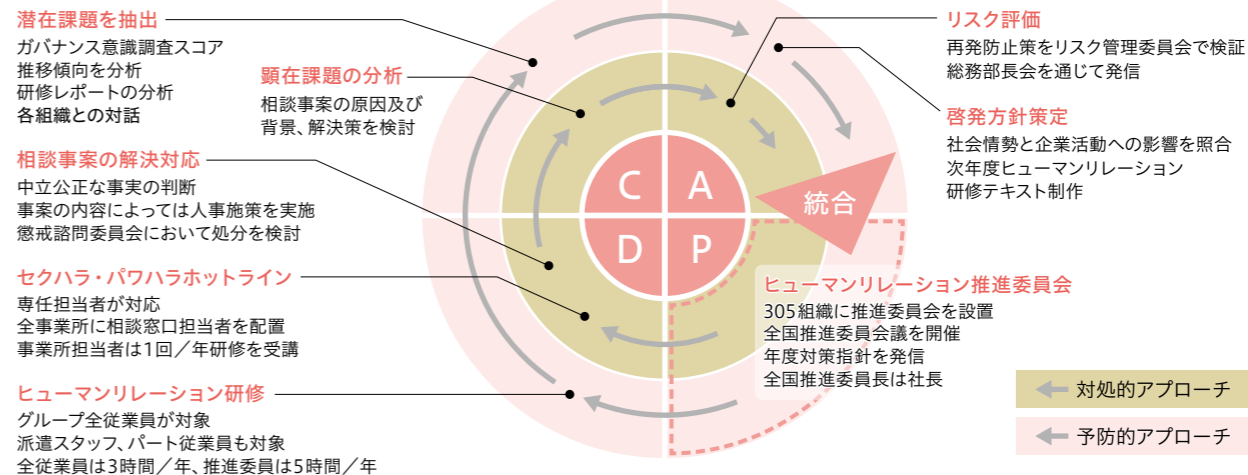 潜在課題を抽出
ガバナンス意識調査スコア
推移傾向を分析
研修レポートの分析
各組織との対話
顕在課題の分析
相談事案の原因及び
背景、解決策を検討
相談事案の解決対応
中立公正な事実の判断
事案の内容によっては人事施策を実施
懲戒諮問委員会において処分を検討
セクハラ・パワハラホットライン
専任担当者が対応
全事業所に相談窓口担当者を配置
事業所担当者は1回／年研修を受講
ヒューマンリレーション研修
グループ全従業員が対象
派遣スタッフ、パート従業員も対象
全従業員は3時間／年、推進委員は5時間／年
C
A
D
P
統合
リスク評価
再発防止策をリスク管理委員会で検証
総務部長会を通じて発信
啓発方針策定
社会情勢と企業活動への影響を照合
次年度ヒューマンリレーション
研修テキスト制作
ヒューマンリレーション推進委員会
305組織に推進委員会を設置
全国推進委員会議を開催
年度対策指針を発信
全国推進委員長は社長
対処的アプローチ
予防的アプローチ